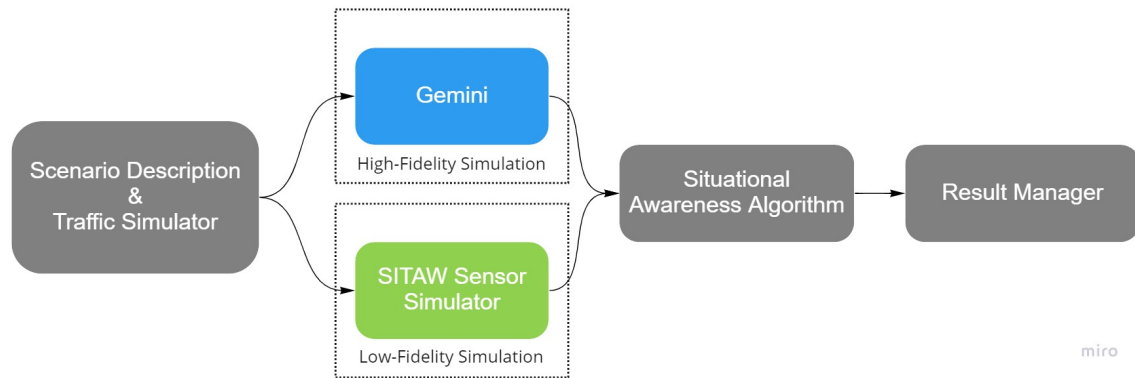 Scenario Description
&
Traffic Simulator
Gemini
High-Fidelity Simulation
SITAW Sensor
Simulator
Low-Fidelity Simulation
Situational
Awareness Algorithm
Result Manager
miro